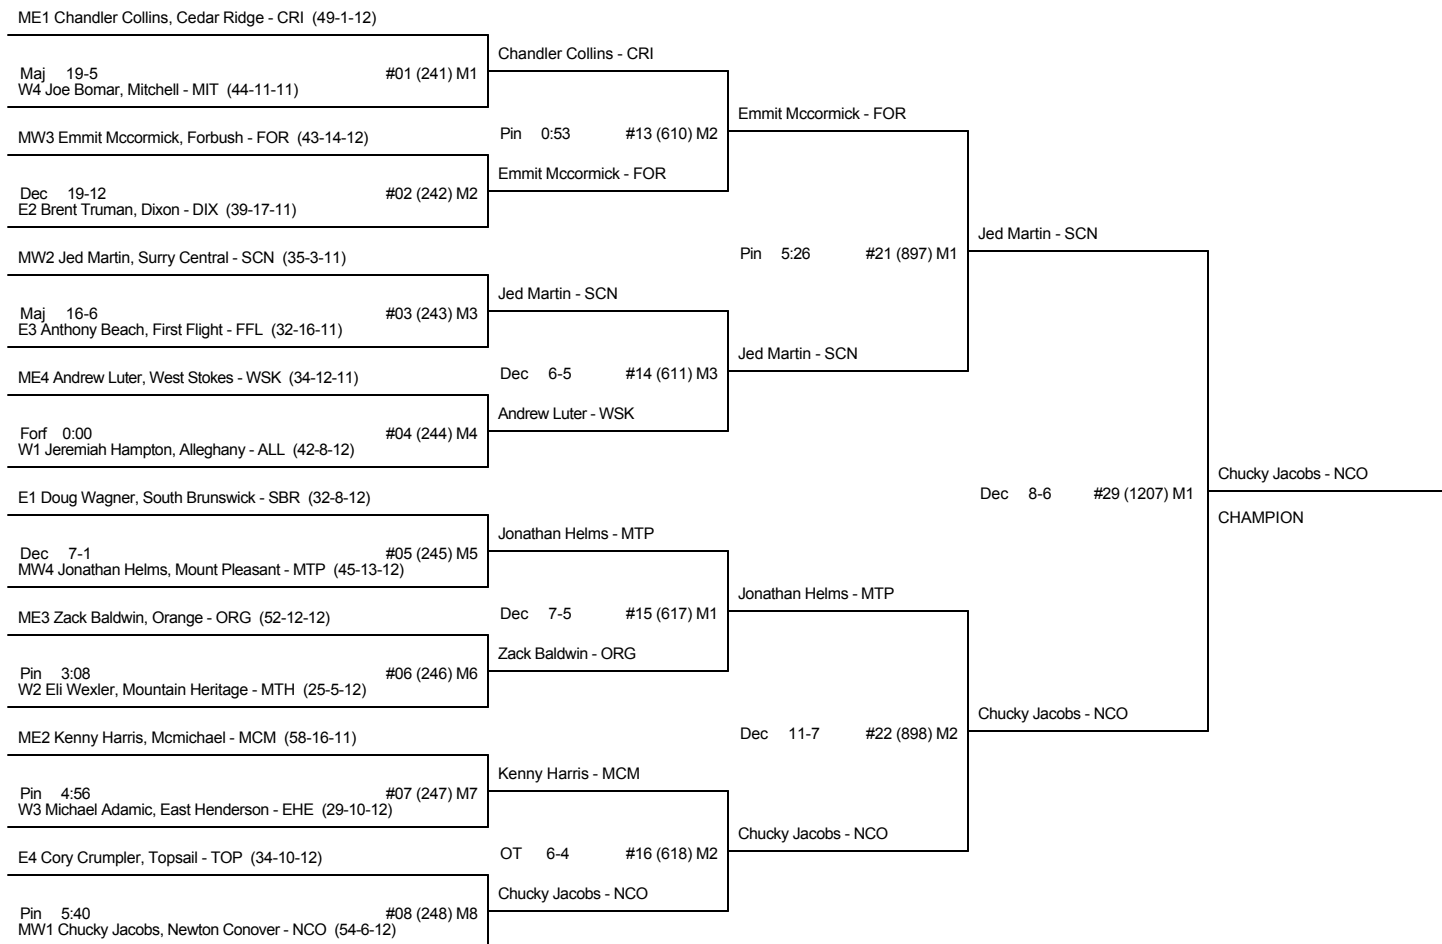 ME1 Chandler Collins, Cedar Ridge - CRI (49-1-12)
Chandler Collins - CRI
Maj 19-5 #01 (241) M1
W4 Joe Bomar, Mitchell - MIT (44-11-11)
Emmit Mccormick - FOR
MW3 Emmit Mccormick, Forbush - FOR (43-14-12)
Pin 0:53 #13 (610) M2
Emmit Mccormick - FOR
Dec 19-12 #02 (242) M2
E2 Brent Truman, Dixon - DIX (39-17-11)
Jed Martin - SCN
MW2 Jed Martin, Surry Central - SCN (35-3-11)
Pin 5:26 #21 (897) M1
Jed Martin - SCN
Maj 16-6 #03 (243) M3
E3 Anthony Beach, First Flight - FFL (32-16-11)
Jed Martin - SCN
ME4 Andrew Luter, West Stokes - WSK (34-12-11)
Dec 6-5 #14 (611) M3
Andrew Luter - WSK
Forf 0:00 #04 (244) M4
W1 Jeremiah Hampton, Alleghany - ALL (42-8-12)
Chucky Jacobs - NCO
E1 Doug Wagner, South Brunswick - SBR (32-8-12)
Dec 8-6 #29 (1207) M1
CHAMPION
Jonathan Helms - MTP
Dec 7-1 #05 (245) M5
MW4 Jonathan Helms, Mount Pleasant - MTP (45-13-12)
Jonathan Helms - MTP
ME3 Zack Baldwin, Orange - ORG (52-12-12)
Dec 7-5 #15 (617) M1
Zack Baldwin - ORG
Pin 3:08 #06 (246) M6
W2 Eli Wexler, Mountain Heritage - MTH (25-5-12)
Chucky Jacobs - NCO
ME2 Kenny Harris, Mcmichael - MCM (58-16-11)
Dec 11-7 #22 (898) M2
Kenny Harris - MCM
Pin 4:56 #07 (247) M7
W3 Michael Adamic, East Henderson - EHE (29-10-12)
Chucky Jacobs - NCO
E4 Cory Crumpler, Topsail - TOP (34-10-12)
OT 6-4 #16 (618) M2
Chucky Jacobs - NCO
Pin 5:40 #08 (248) M8
MW1 Chucky Jacobs, Newton Conover - NCO (54-6-12)